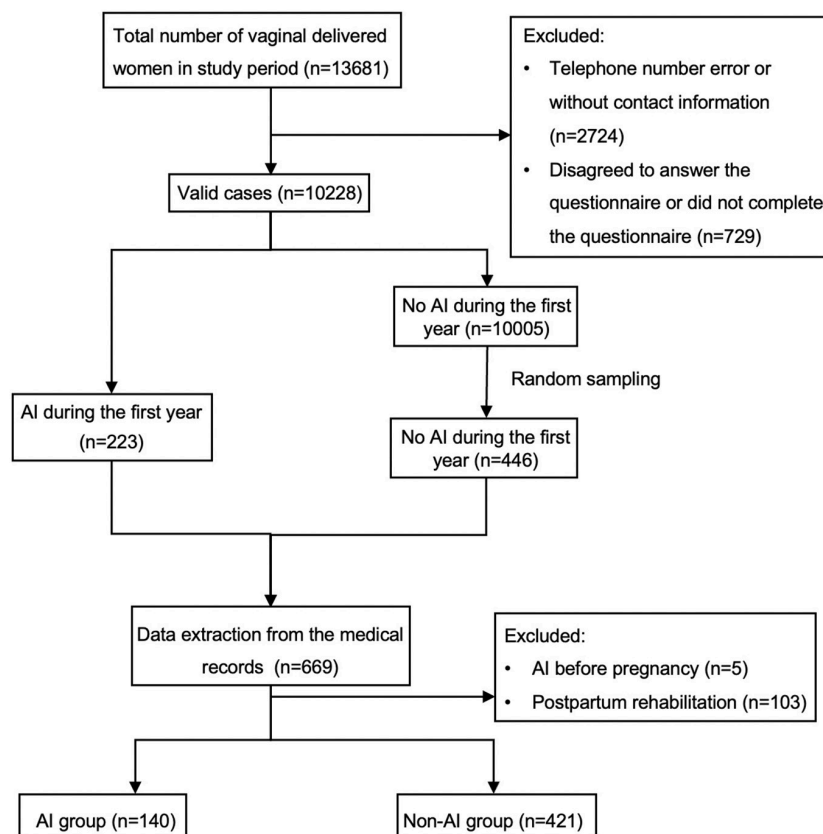 Total number of vaginal delivered
women in study period (n=13681)
Excluded:
• Telephone number error or
without contact information
(n=2724)
• Disagreed to answer the
questionnaire or did not complete
the questionnaire (n=729)
Valid cases (n=10228)
No AI during the first
year (n=10005)
Random sampling
AI during the first year
(n=223)
No AI during the first
year (n=446)
Data extraction from the medical
records (n=669)
Excluded:
• AI before pregnancy (n=5)
• Postpartum rehabilitation (n=103)
AI group (n=140)
Non-AI group (n=421)